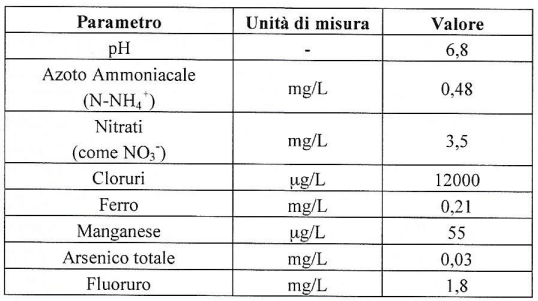 Parametro Unità di misura Valore
pH - 6,8
Azoto Ammoniacale
(N-NH₄⁺) mg/L 0,48
Nitrati
(come NO₃⁻) mg/L 3,5
Cloruri µg/L 12000
Ferro mg/L 0,21
Manganese µg/L 55
Arsenico totale mg/L 0,03
Fluoruro mg/L 1,8